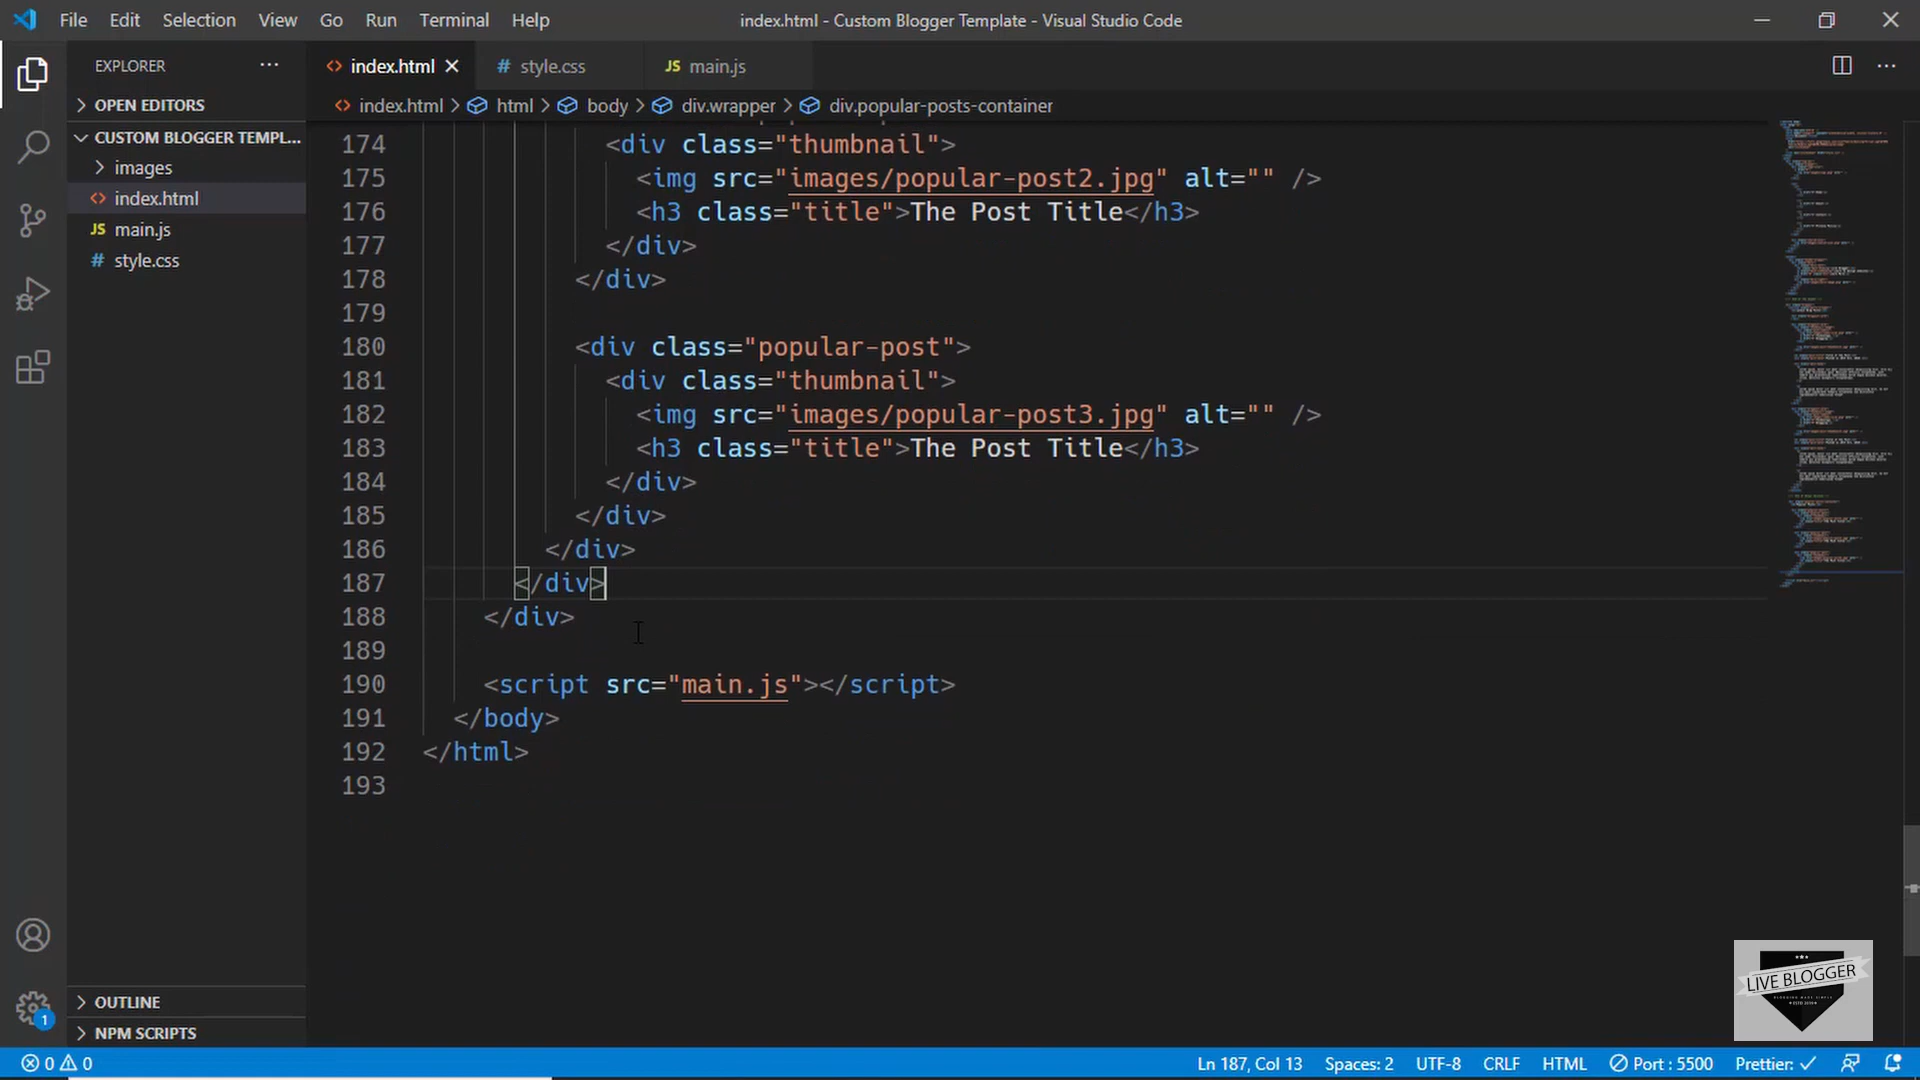 File Edit Selection View Go Run Terminal Help
index.html - Custom Blogger Template - Visual Studio Code
EXPLORER
OPEN EDITORS
CUSTOM BLOGGER TEMPL...
images
index.html
JS main.js
# style.css
OUTLINE
NPM SCRIPTS
index.html # style.css JS main.js
index.html > html > body > div.wrapper > div.popular-posts-container
174 <div class="thumbnail">
175 <img src="images/popular-post2.jpg" alt="" />
176 <h3 class="title">The Post Title</h3>
177 </div>
178 </div>
179
180 <div class="popular-post">
181 <div class="thumbnail">
182 <img src="images/popular-post3.jpg" alt="" />
183 <h3 class="title">The Post Title</h3>
184 </div>
185 </div>
186 </div>
187 </div>
188 </div>
189
190 <script src="main.js"></script>
191 </body>
192 </html>
193
LIVE BLOGGER
1
0 0
Ln 187, Col 13 Spaces: 2 UTF-8 CRLF HTML Port : 5500 Prettier: ✓